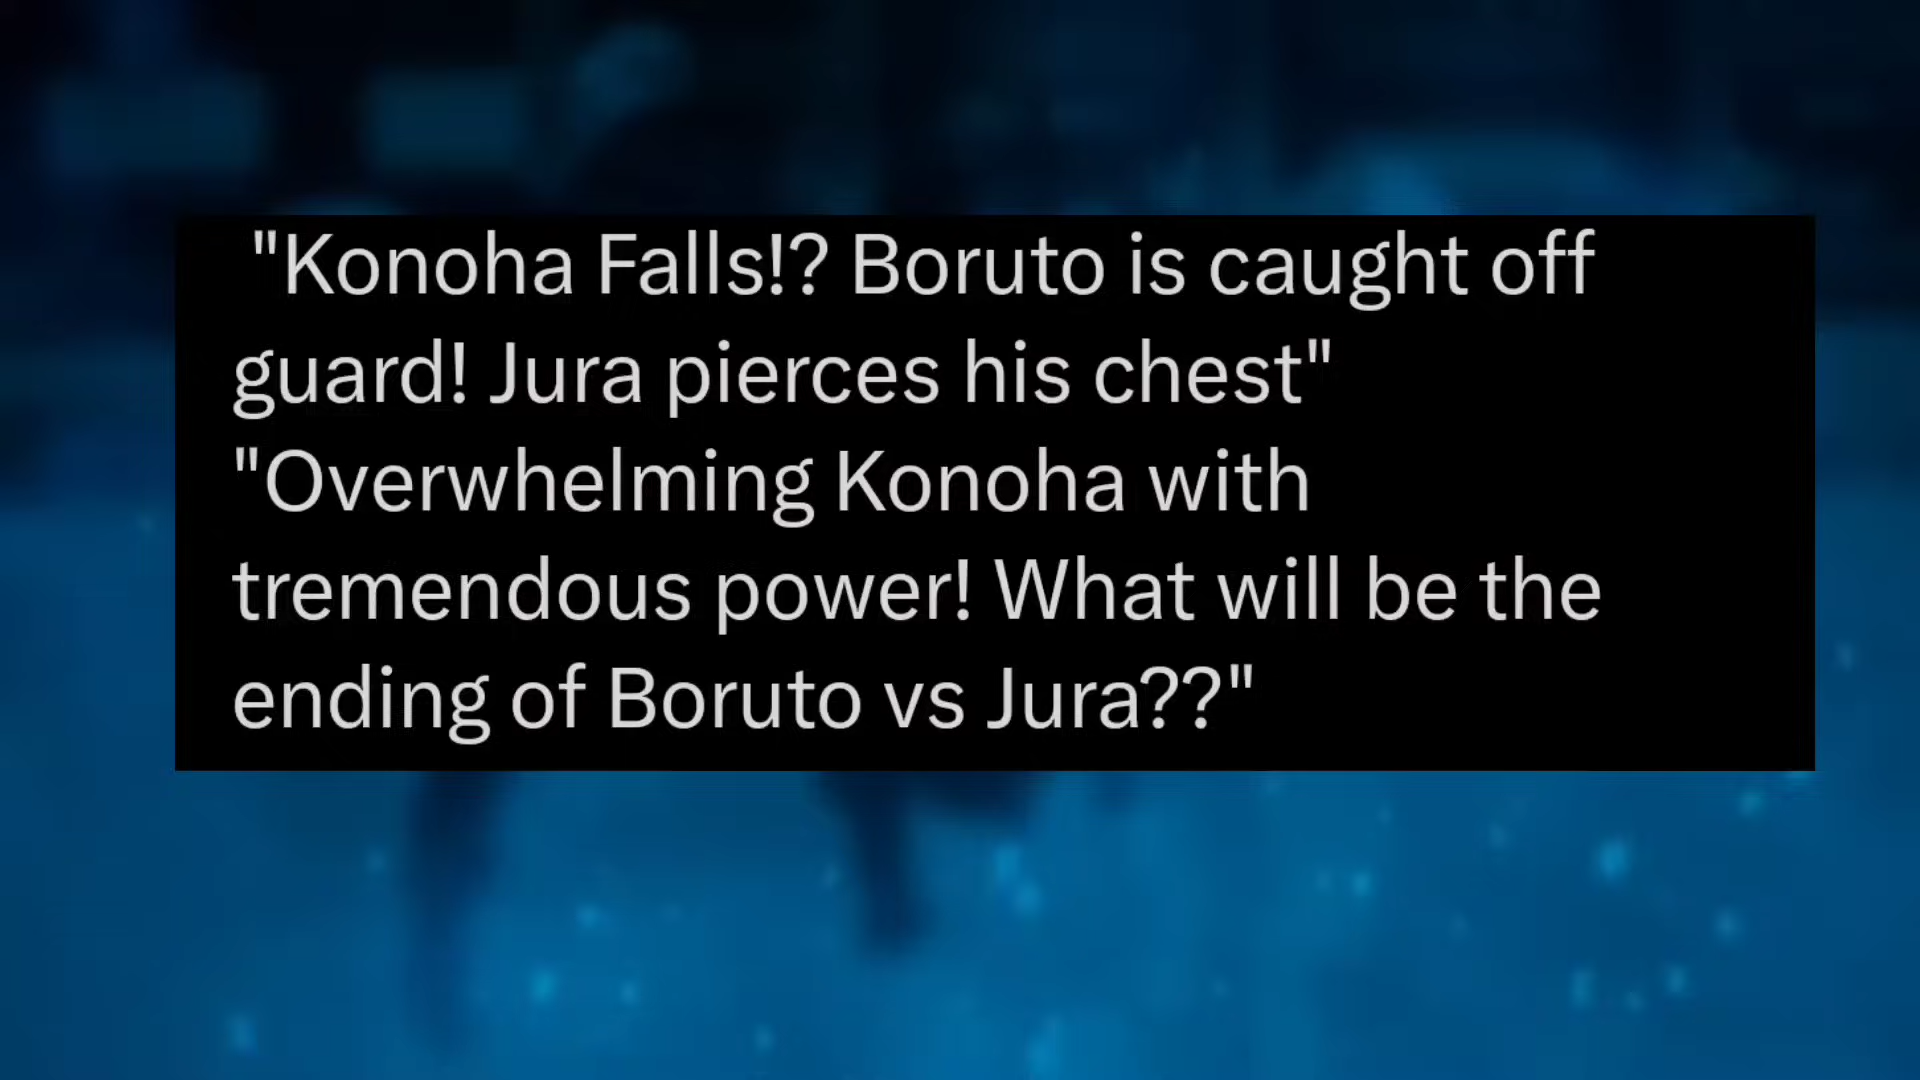 "Konoha Falls!? Boruto is caught off
guard! Jura pierces his chest"
"Overwhelming Konoha with
tremendous power! What will be the
ending of Boruto vs Jura??"